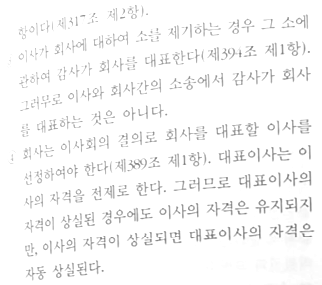 항이다(제31 조 제2항).
이사가 회사에 대하여 소를 제기하는 경우 그 소에
관하여 감사가 회사를 대표한다(제394조 제1항).
그러므로 이사와 회사간의 소송에서 감사가 회사
를 대표하는 것은 아니다.
회사는 이사회의 결의로 회사를 대표할 이사를
선정하여야 한다(제389조 제1항). 대표이사는 이
사의 자격을 전제로 한다. 그러므로 대표이사의
자격이 상실된 경우에도 이사의 자격은 유지되지
만, 이사의 자격이 상실되면 대표이사의 자격은
자동 상실된다.